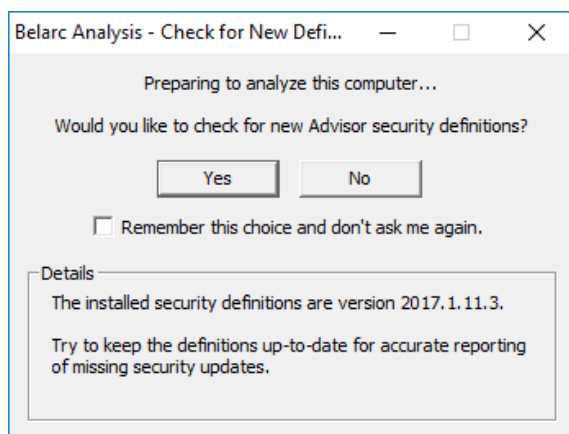 Belarc Analysis - Check for New Defi...
Preparing to analyze this computer...
Would you like to check for new Advisor security definitions?
Yes No
Remember this choice and don't ask me again.
Details
The installed security definitions are version 2017.1.11.3.
Try to keep the definitions up-to-date for accurate reporting
of missing security updates.